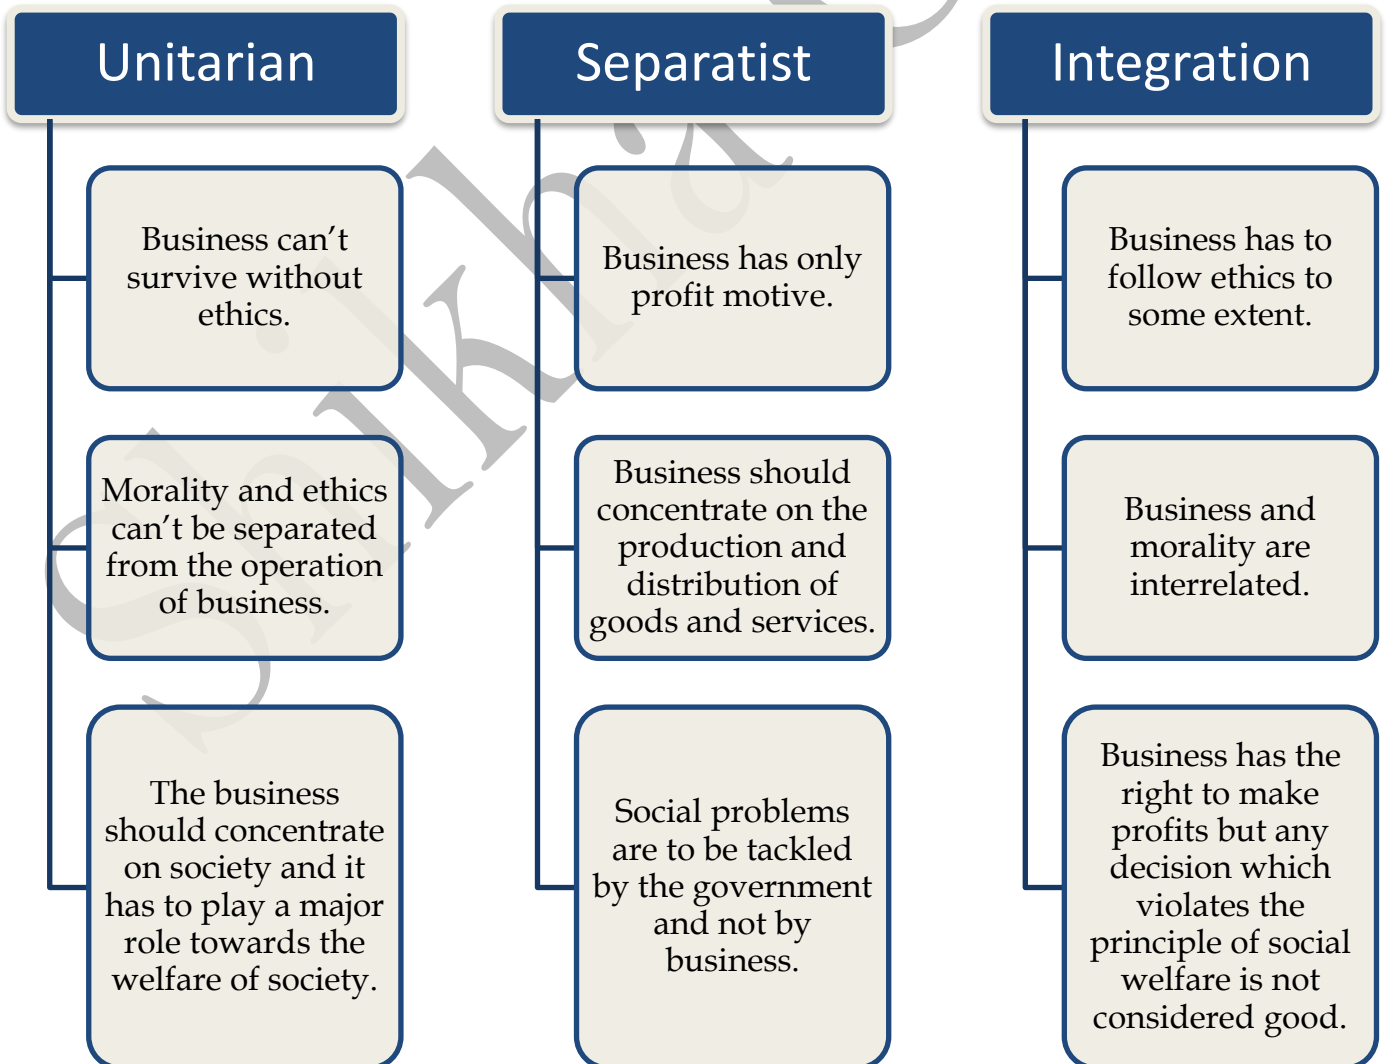 Unitarian
Business can’t
survive without
ethics.
Morality and ethics
can’t be separated
from the operation
of business.
The business
should concentrate
on society and it
has to play a major
role towards the
welfare of society.
Separatist
Business has only
profit motive.
Business should
concentrate on the
production and
distribution of
goods and services.
Social problems
are to be tackled
by the government
and not by
business.
Integration
Business has to
follow ethics to
some extent.
Business and
morality are
interrelated.
Business has the
right to make
profits but any
decision which
violates the
principle of social
welfare is not
considered good.
Shikha